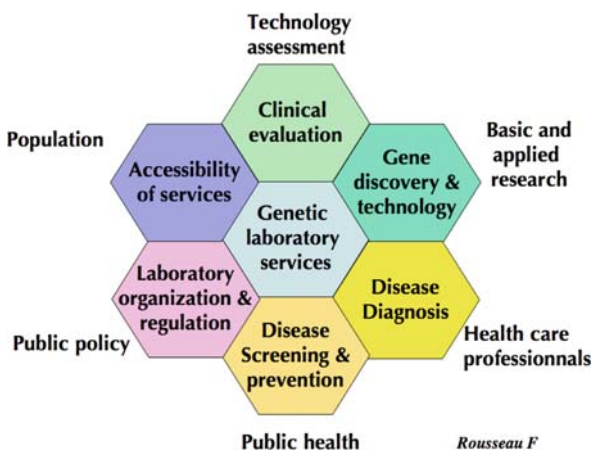 Technology
assessment
Clinical
evaluation
Population
Accessibility
of services
Gene
discovery &
technology
Basic and
applied
research
Genetic
laboratory
services
Laboratory
organization &
regulation
Disease
Diagnosis
Public policy
Disease
Screening &
prevention
Health care
professionnals
Public health
Rousseau F